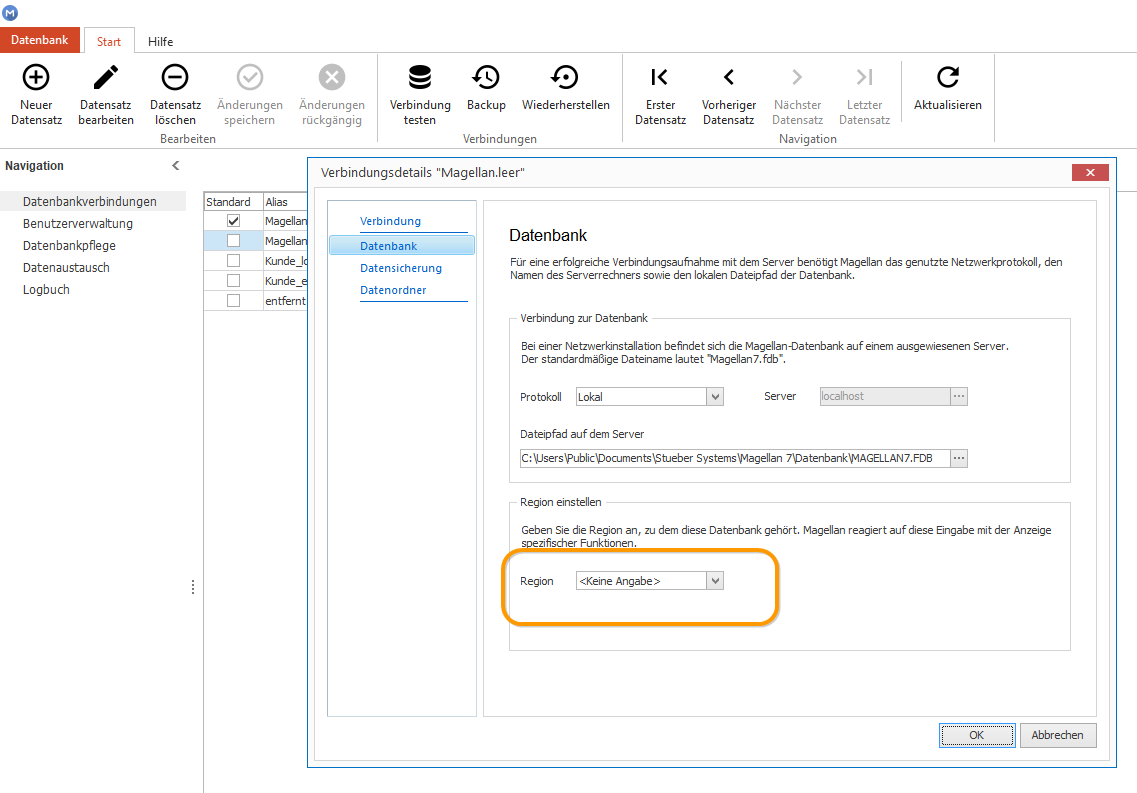 M
Datenbank Start Hilfe
Neuer Datensatz Änderungen Änderungen Verbindung Backup Wiederherstellen Erster Vorheriger Nächster Letzter Aktualisieren
Datensatz bearbeiten löschen speichern rückgängig testen Datensatz Datensatz Datensatz Datensatz
Bearbeiten Verbindungen Navigation
Navigation
Datenbankverbindungen
Benutzerverwaltung
Datenbankpflege
Datenaustausch
Logbuch
Standard Alias
Magellan
Magellan
Kunde_lo
Kunde_e
entfernt
Verbindungsdetails "Magellan.leer"
Verbindung
Datenbank
Datensicherung
Datenordner
Datenbank
Für eine erfolgreiche Verbindungsaufnahme mit dem Server benötigt Magellan das genutzte Netzwerkprotokoll, den
Namen des Serverrechners sowie den lokalen Dateipfad der Datenbank.
Verbindung zur Datenbank
Bei einer Netzwerkinstallation befindet sich die Magellan-Datenbank auf einem ausgewiesenen Server.
Der standardmäßige Dateiname lautet "Magellan7.fdb".
Protokoll Lokal Server localhost ...
Dateipfad auf dem Server
C:\Users\Public\Documents\Stueber Systems\Magellan 7\Datenbank\MAGELLAN7.FDB ...
Region einstellen
Geben Sie die Region an, zu dem diese Datenbank gehört. Magellan reagiert auf diese Eingabe mit der Anzeige
spezifischer Funktionen.
Region <Keine Angabe>
OK Abbrechen